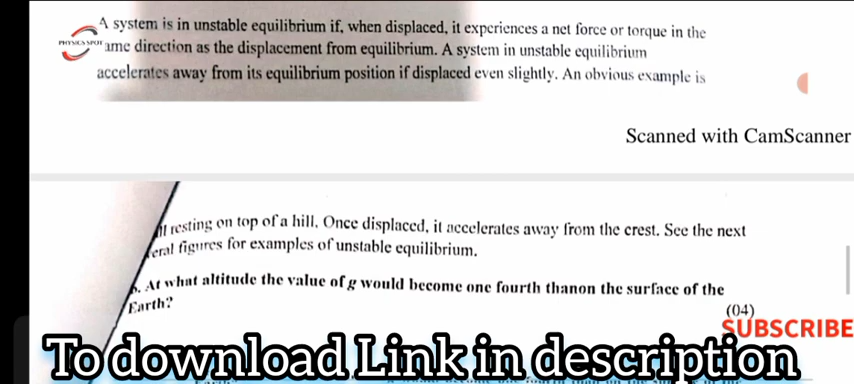 A system is in unstable equilibrium if, when displaced, it experiences a net force or torque in the
PHYSICS SPOT
ame direction as the displacement from equilibrium. A system in unstable equilibrium
accelerates away from its equilibrium position if displaced even slightly. An obvious example is
Scanned with CamScanner
ll resting on top of a hill. Once displaced, it accelerates away from the crest. See the next
eral figures for examples of unstable equilibrium.
. At what altitude the value of g would become one fourth thanon the surface of the
Earth?
(04)
SUBSCRIBE
To download Link in description